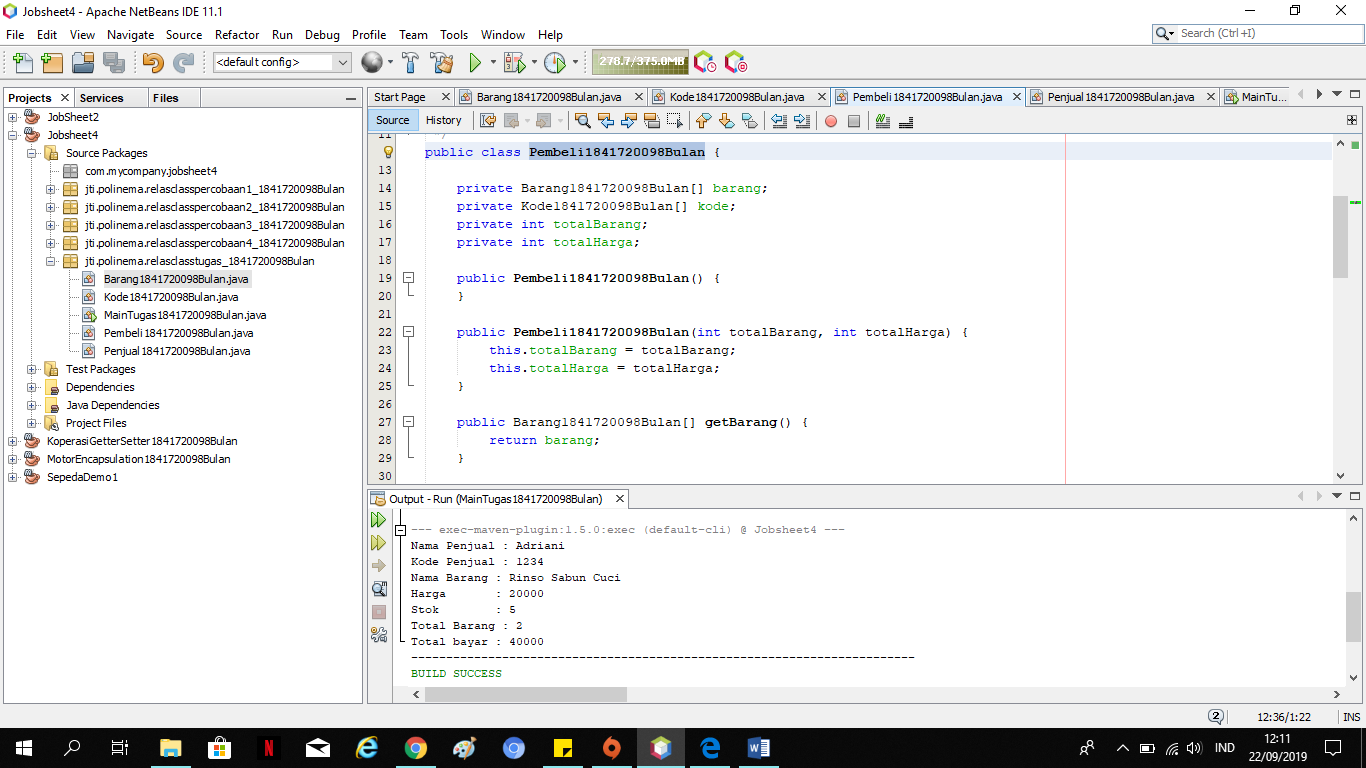 Jobsheet4 - Apache NetBeans IDE 11.1
File Edit View Navigate Source Refactor Run Debug Profile Team Tools Window Help
Search (Ctrl+I)
<default config>
278.7/375.0MB
Projects Services Files
JobSheet2
Jobsheet4
Source Packages
com.mycompany.jobsheet4
jti.polinema.relasclasspercobaan1_1841720098Bulan
jti.polinema.relasclasspercobaan2_1841720098Bulan
jti.polinema.relasclasspercobaan3_1841720098Bulan
jti.polinema.relasclasspercobaan4_1841720098Bulan
jti.polinema.relasclasstugas_1841720098Bulan
Barang1841720098Bulan.java
Kode1841720098Bulan.java
MainTugas1841720098Bulan.java
Pembeli1841720098Bulan.java
Penjual1841720098Bulan.java
Test Packages
Dependencies
Java Dependencies
Project Files
KoperasiGetterSetter1841720098Bulan
MotorEncapsulation1841720098Bulan
SepedaDemo1
Start Page Barang1841720098Bulan.java Kode1841720098Bulan.java Pembeli1841720098Bulan.java Penjual1841720098Bulan.java MainTu...
Source History
11 */
public class Pembeli1841720098Bulan {
13
14 private Barang1841720098Bulan[] barang;
15 private Kode1841720098Bulan[] kode;
16 private int totalBarang;
17 private int totalHarga;
18
19 public Pembeli1841720098Bulan() {
20 }
21
22 public Pembeli1841720098Bulan(int totalBarang, int totalHarga) {
23 this.totalBarang = totalBarang;
24 this.totalHarga = totalHarga;
25 }
26
27 public Barang1841720098Bulan[] getBarang() {
28 return barang;
29 }
30
Output - Run (MainTugas1841720098Bulan)
--- exec-maven-plugin:1.5.0:exec (default-cli) @ Jobsheet4 ---
Nama Penjual : Adriani
Kode Penjual : 1234
Nama Barang : Rinso Sabun Cuci
Harga : 20000
Stok : 5
Total Barang : 2
Total bayar : 40000
------------------------------------------------------------------------
BUILD SUCCESS
2 12:36/1:22 INS
IND 12:11
22/09/2019